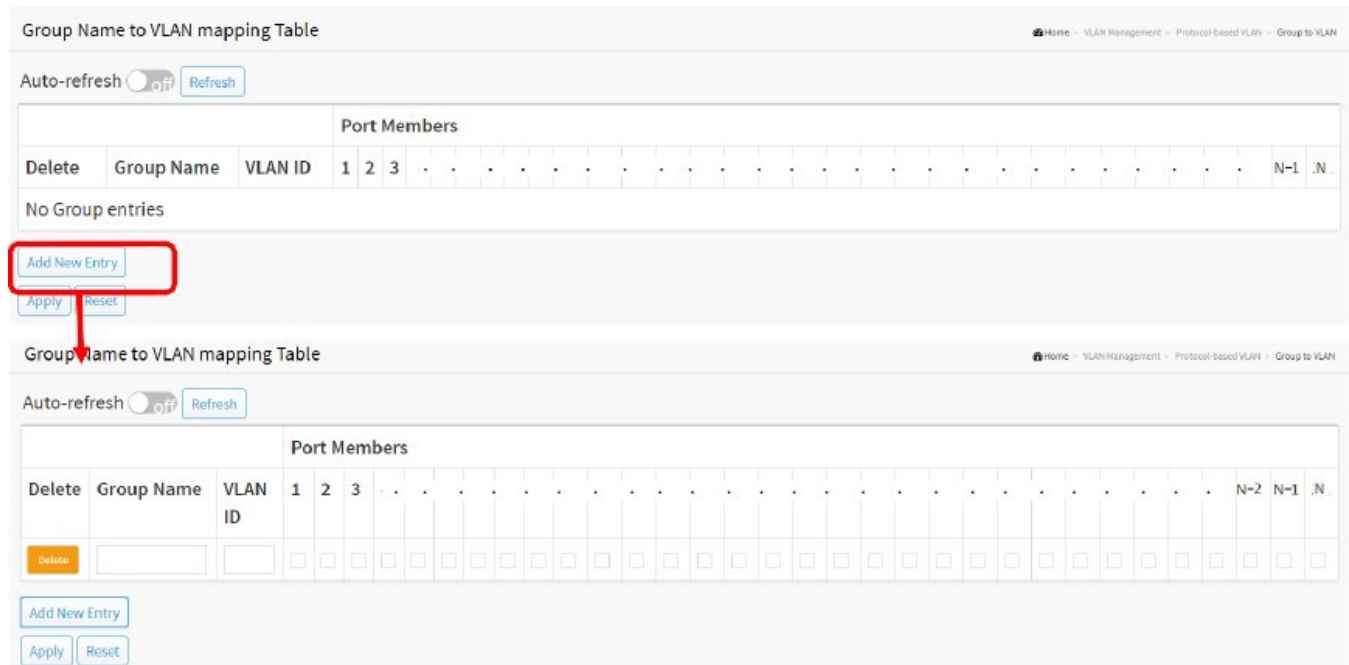 Group Name to VLAN mapping Table
Home > VLAN Management > Protocol-based VLAN > Group to VLAN
Auto-refresh off Refresh
Port Members
Delete Group Name VLAN ID 1 2 3 . . . . . . . . . . . . . . . . . . . . . . . . . N-1 N
No Group entries
Add New Entry
Apply Reset
Group Name to VLAN mapping Table
Home > VLAN Management > Protocol-based VLAN > Group to VLAN
Auto-refresh off Refresh
Port Members
Delete Group Name VLAN ID 1 2 3 . . . . . . . . . . . . . . . . . . . . . . . . . N-2 N-1 N
Delete
Add New Entry
Apply Reset